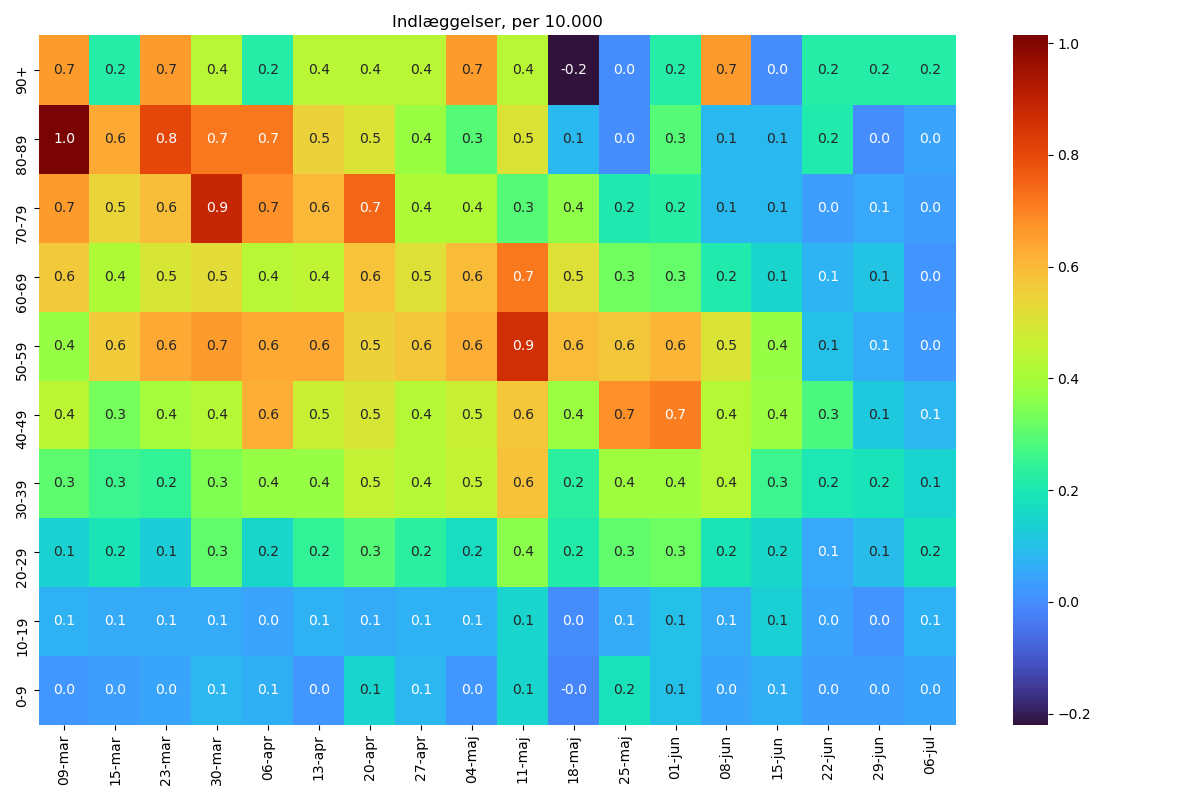 Indlæggelser, per 10.000
90+ 0.7 0.2 0.7 0.4 0.2 0.4 0.4 0.4 0.7 0.4 -0.2 0.0 0.2 0.7 0.0 0.2 0.2 0.2
80-89 1.0 0.6 0.8 0.7 0.7 0.5 0.5 0.4 0.3 0.5 0.1 0.0 0.3 0.1 0.1 0.2 0.0 0.0
70-79 0.7 0.5 0.6 0.9 0.7 0.6 0.7 0.4 0.4 0.3 0.4 0.2 0.2 0.1 0.1 0.0 0.1 0.0
60-69 0.6 0.4 0.5 0.5 0.4 0.4 0.6 0.5 0.6 0.7 0.5 0.3 0.3 0.2 0.1 0.1 0.1 0.0
50-59 0.4 0.6 0.6 0.7 0.6 0.6 0.5 0.6 0.6 0.9 0.6 0.6 0.6 0.5 0.4 0.1 0.1 0.0
40-49 0.4 0.3 0.4 0.4 0.6 0.5 0.5 0.4 0.5 0.6 0.4 0.7 0.7 0.4 0.4 0.3 0.1 0.1
30-39 0.3 0.3 0.2 0.3 0.4 0.4 0.5 0.4 0.5 0.6 0.2 0.4 0.4 0.4 0.3 0.2 0.2 0.1
20-29 0.1 0.2 0.1 0.3 0.2 0.2 0.3 0.2 0.2 0.4 0.2 0.3 0.3 0.2 0.2 0.1 0.1 0.2
10-19 0.1 0.1 0.1 0.1 0.0 0.1 0.1 0.1 0.1 0.1 0.0 0.1 0.1 0.1 0.1 0.0 0.0 0.1
0-9 0.0 0.0 0.0 0.1 0.1 0.0 0.1 0.1 0.0 0.1 -0.0 0.2 0.1 0.0 0.1 0.0 0.0 0.0
09-mar 15-mar 23-mar 30-mar 06-apr 13-apr 20-apr 27-apr 04-maj 11-maj 18-maj 25-maj 01-jun 08-jun 15-jun 22-jun 29-jun 06-jul
1.0
0.8
0.6
0.4
0.2
0.0
−0.2